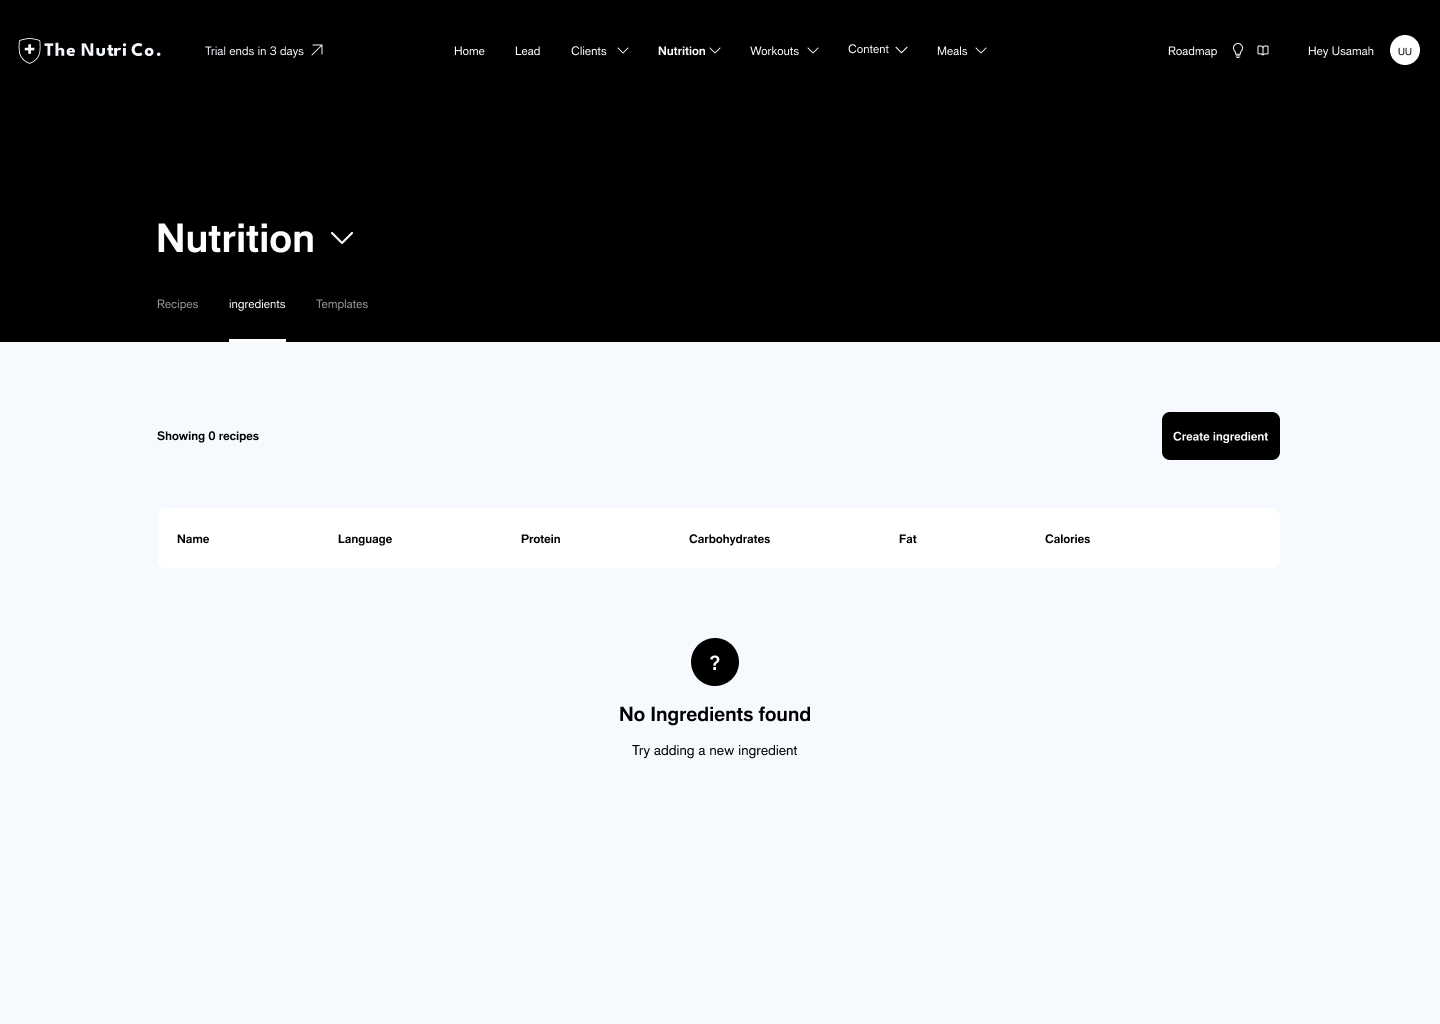 The Nutri Co.
Trial ends in 3 days
Home
Lead
Clients
Nutrition
Workouts
Content
Meals
Roadmap
Hey Usamah
UU
Nutrition
Recipes
ingredients
Templates
Showing 0 recipes
Create ingredient
Name
Language
Protein
Carbohydrates
Fat
Calories
?
No Ingredients found
Try adding a new ingredient